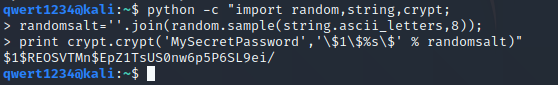 qwert1234@kali:~$ python -c "import random,string,crypt;
> randomsalt=''.join(random.sample(string.ascii_letters,8));
> print crypt.crypt('MySecretPassword','\$1\$%s\$' % randomsalt)"
$1$REOSVTMn$EpZ1TsUS0nw6p5P6SL9ei/
qwert1234@kali:~$